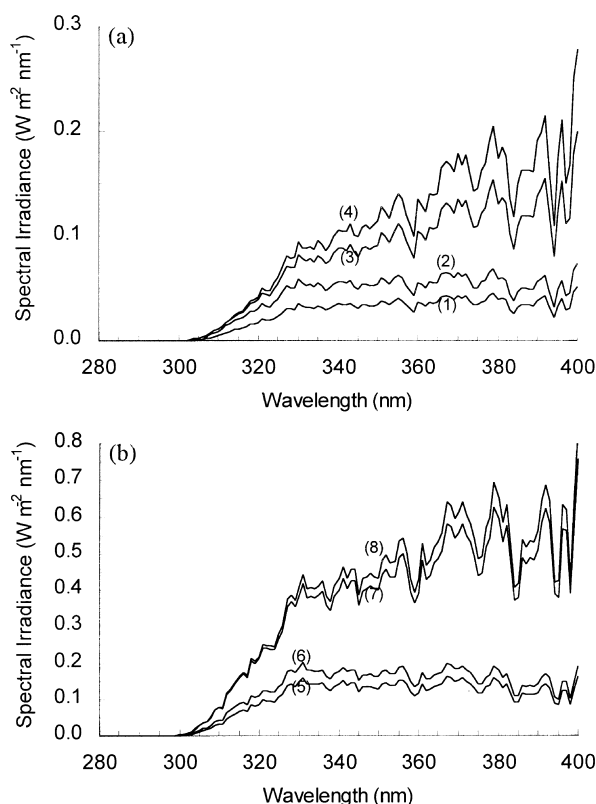 (a)
Spectral Irradiance (W m⁻² nm⁻¹)
0.3
0.2
0.1
0.0
(4)
(3)
(2)
(1)
280 300 320 340 360 380 400
Wavelength (nm)
(b)
Spectral Irradiance (W m⁻² nm⁻¹)
0.8
0.7
0.6
0.5
0.4
0.3
0.2
0.1
0.0
(8)
(7)
(6)
(5)
280 300 320 340 360 380 400
Wavelength (nm)